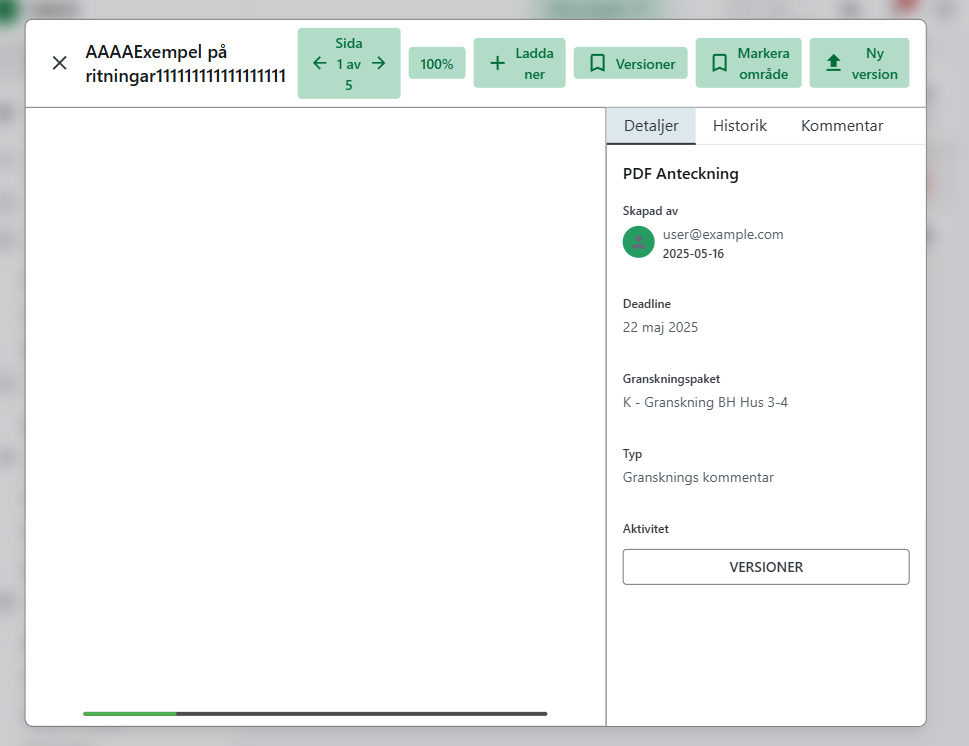 AAAAExempel på
ritningar111111111111111111
Sida
1 av
5
100%
Ladda
ner
Versioner
Markera
område
Ny
version
Detaljer
Historik
Kommentar
PDF Anteckning
Skapad av
user@example.com
2025-05-16
Deadline
22 maj 2025
Granskningspaket
K - Granskning BH Hus 3-4
Typ
Gransknings kommentar
Aktivitet
VERSIONER